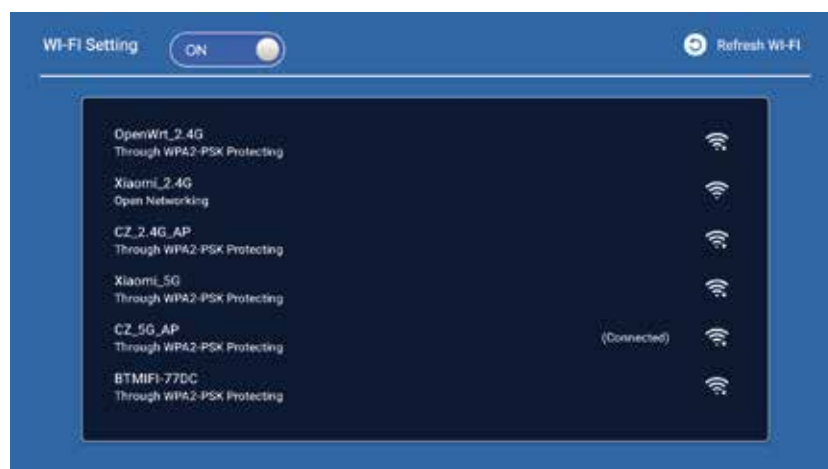 WI-FI Setting
ON
Refresh WI-FI
OpenWrt_2.4G
Through WPA2-PSK Protecting
Xiaomi_2.4G
Open Networking
CZ_2.4G_AP
Through WPA2-PSK Protecting
Xiaomi_5G
Through WPA2-PSK Protecting
CZ_5G_AP
(Connected)
Through WPA2-PSK Protecting
BTMIFI-77DC
Through WPA2-PSK Protecting